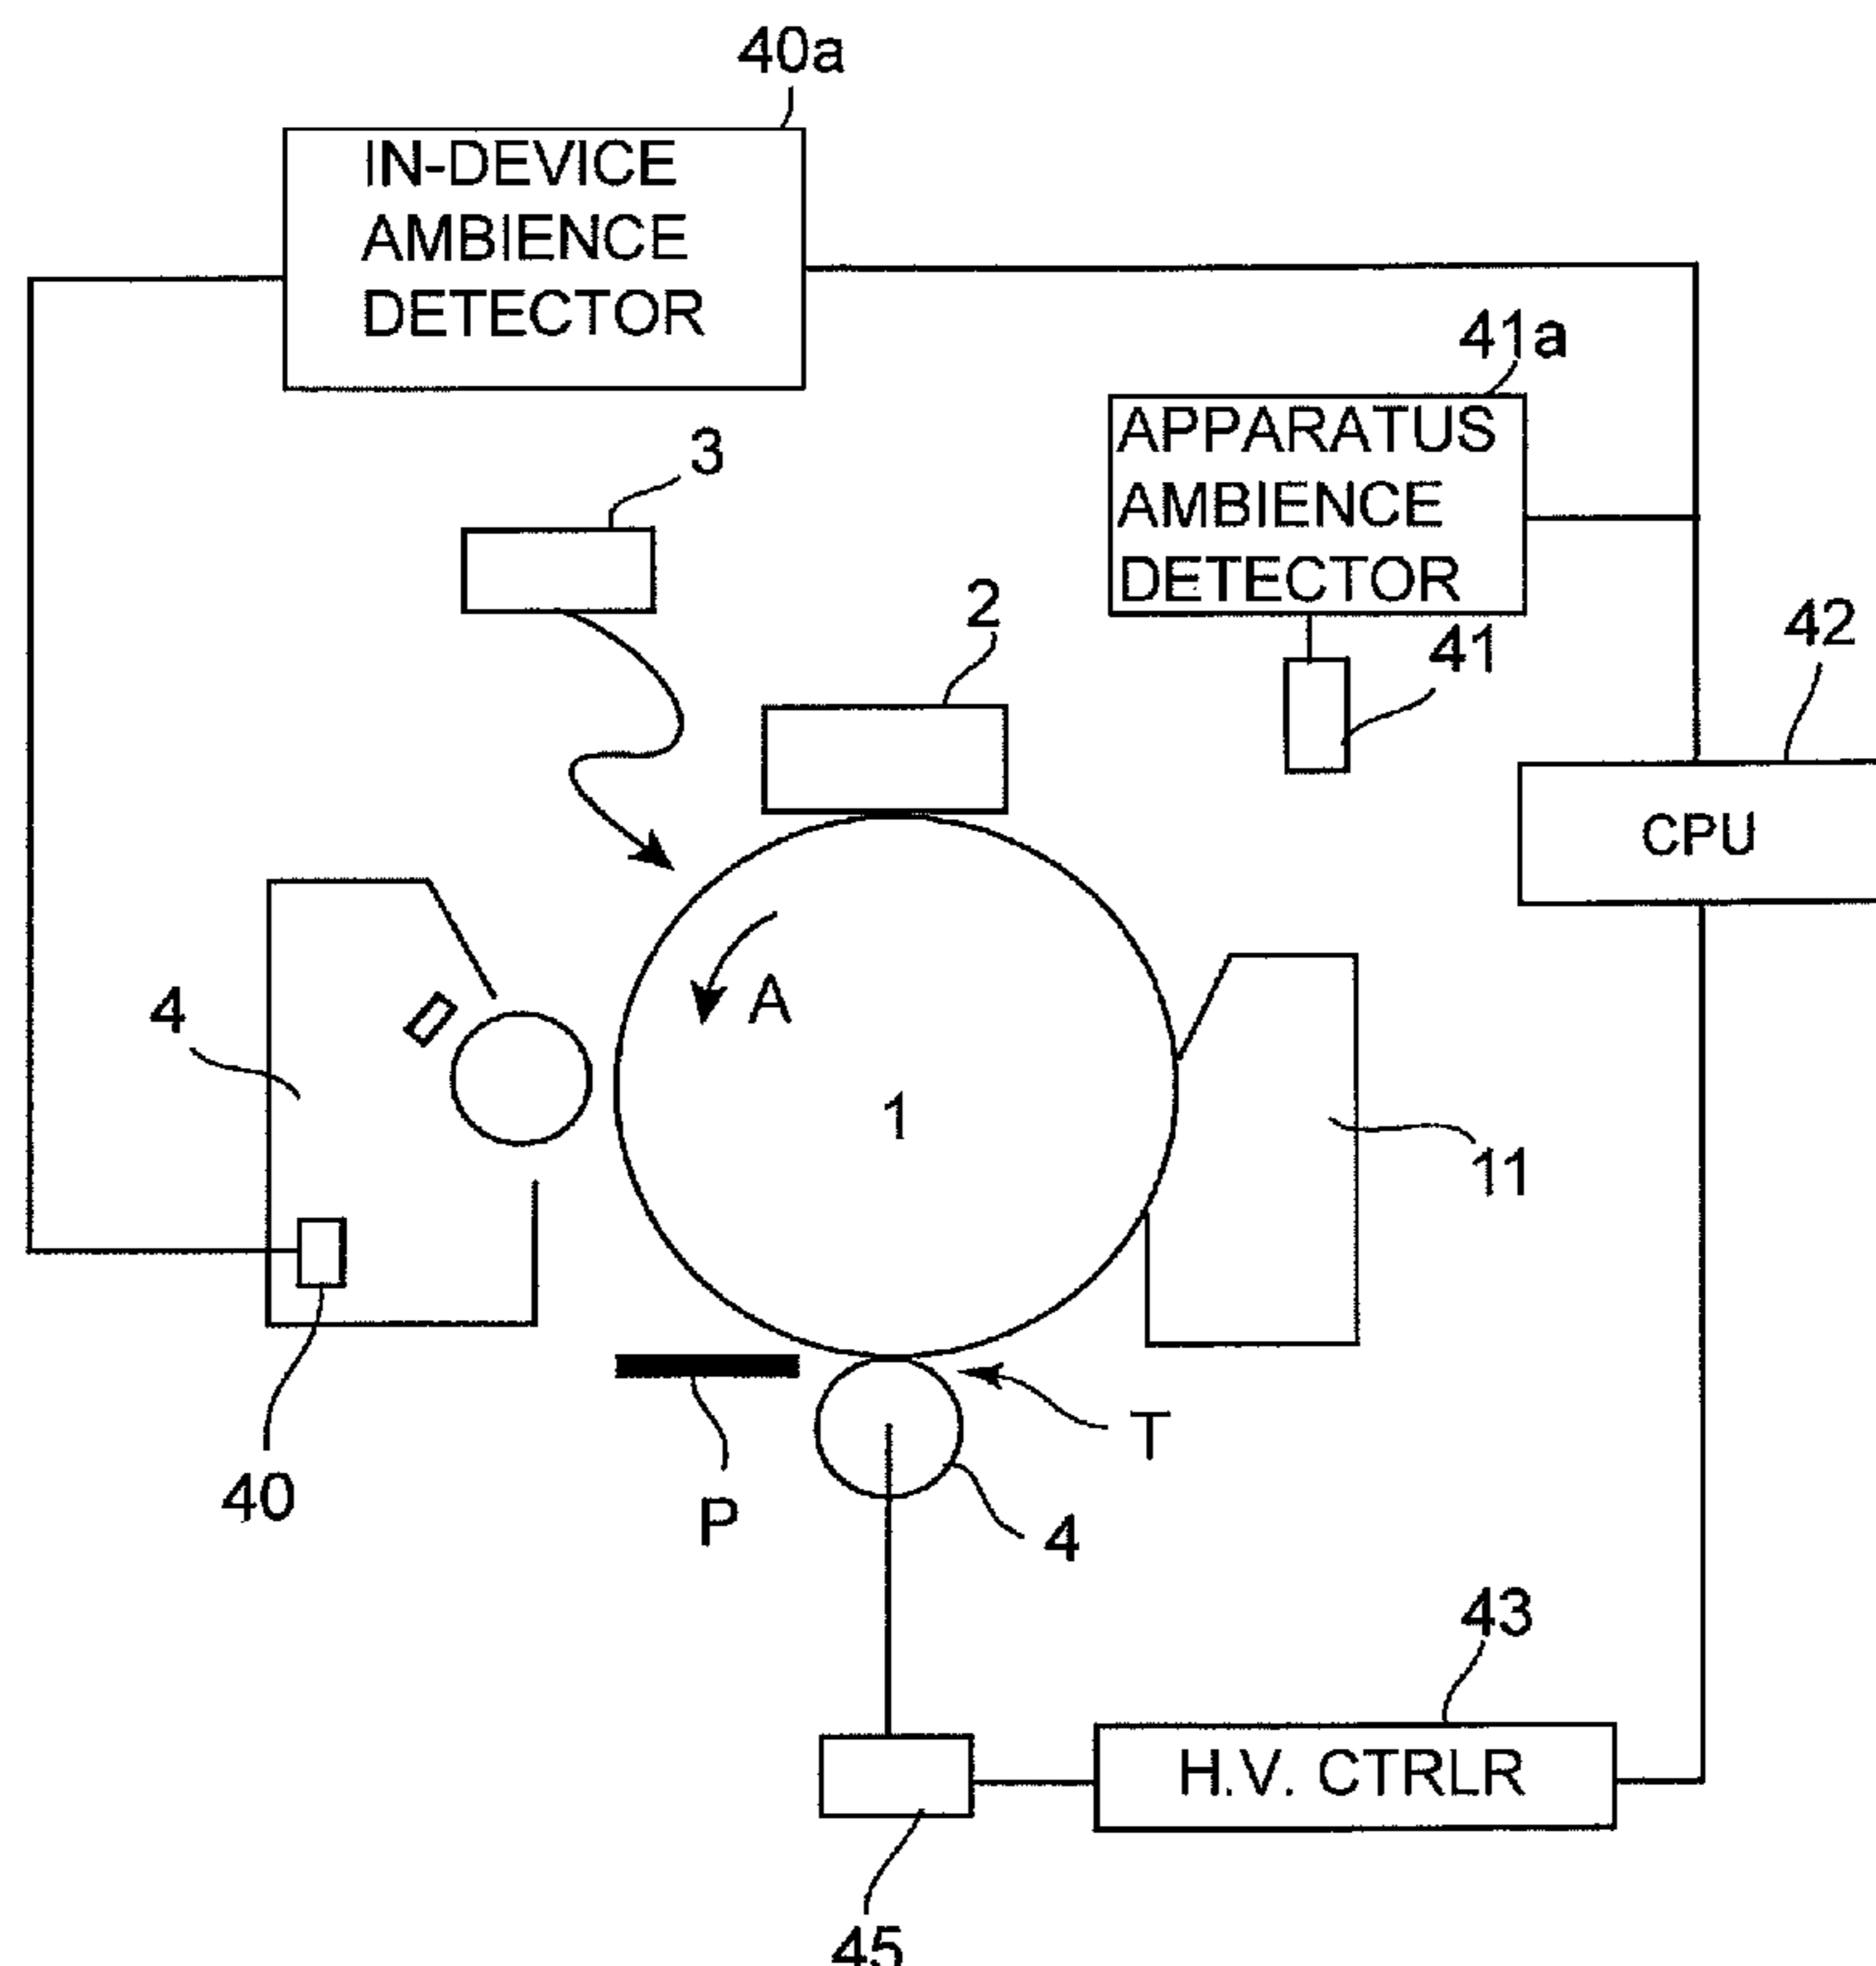 40a
IN-DEVICE
AMBIENCE
DETECTOR
41a
APPARATUS
AMBIENCE
DETECTOR
3
2
41
42
CPU
4
A
1
11
40
P
T
4
43
H.V. CTRLR
45